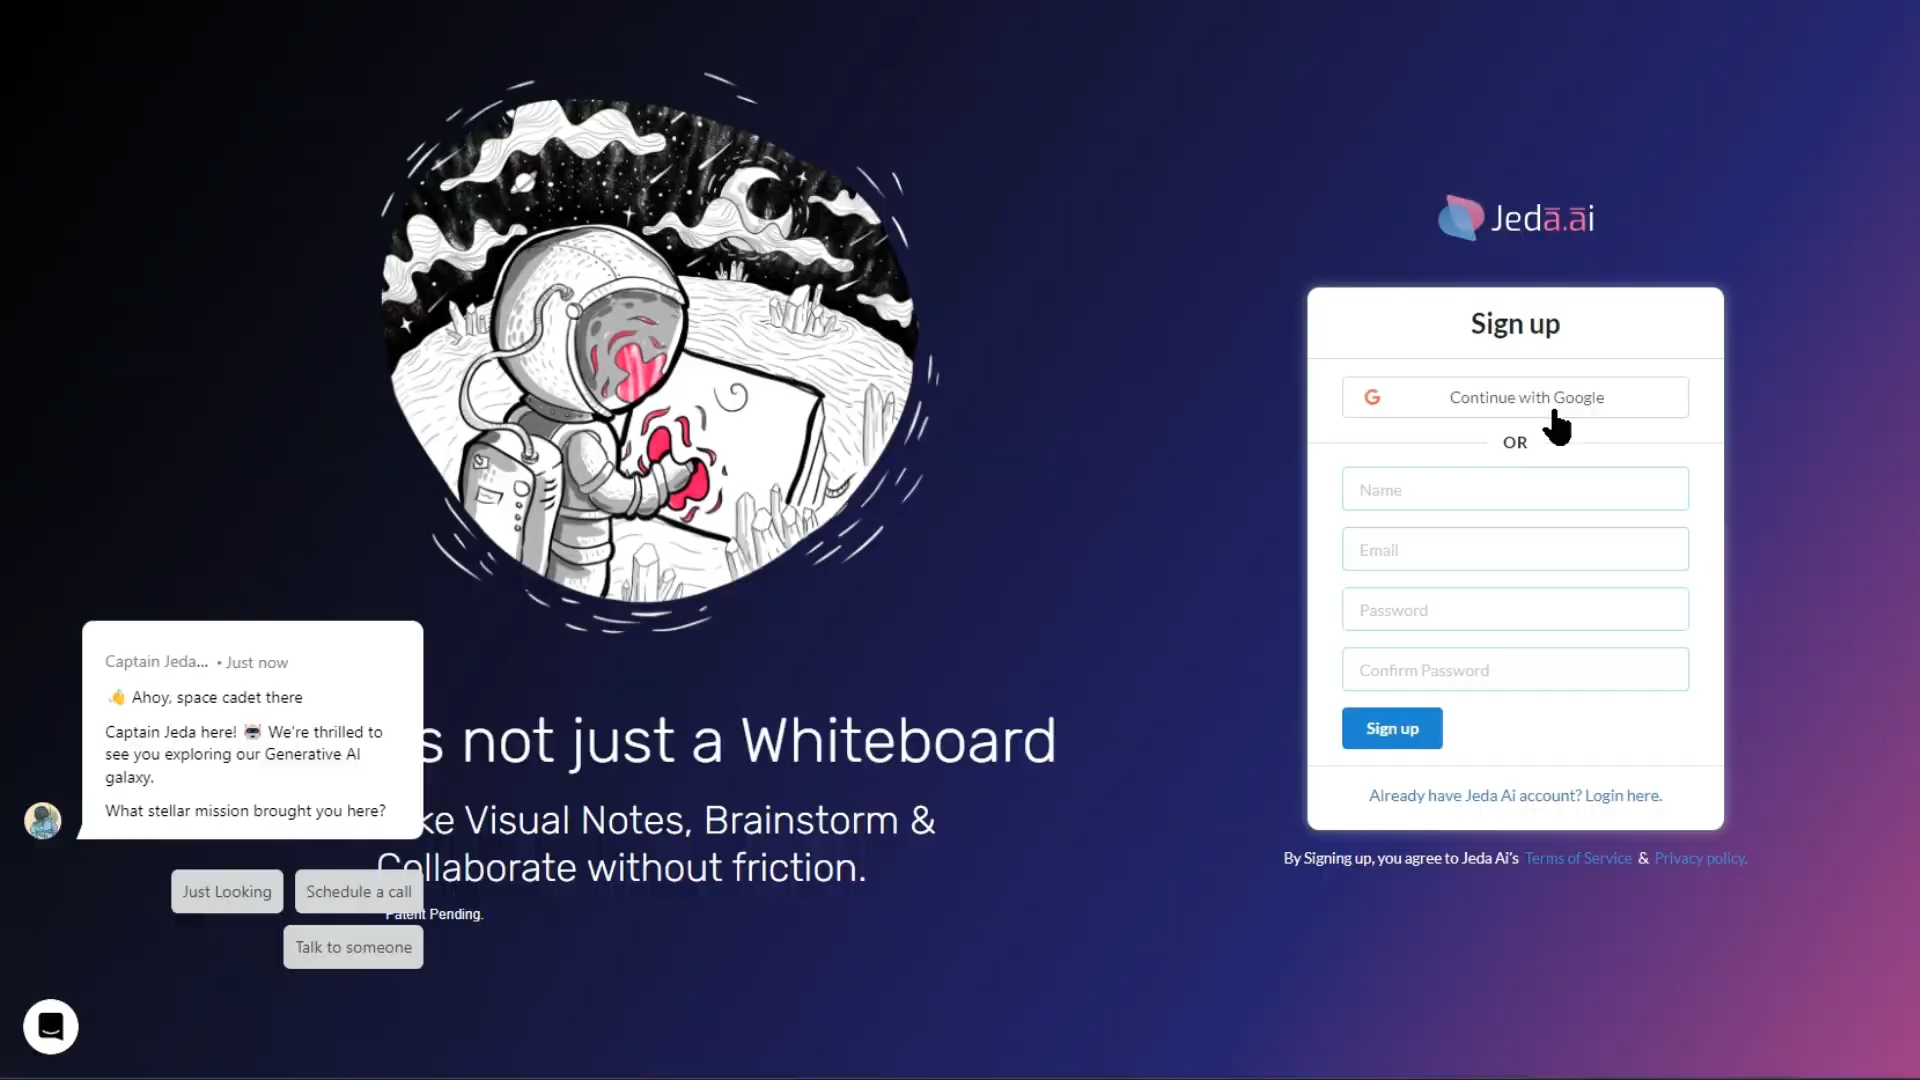 Jedā.āi
Sign up
Continue with Google
OR
Name
Email
Password
Confirm Password
Sign up
Already have Jeda Ai account? Login here.
By Signing up, you agree to Jeda Ai's Terms of Service & Privacy policy.
Captain Jeda... • Just now
Ahoy, space cadet there
Captain Jeda here! We're thrilled to
see you exploring our Generative AI
galaxy.
What stellar mission brought you here?
Just Looking
Schedule a call
Talk to someone
not just a Whiteboard
Visual Notes, Brainstorm &
Collaborate without friction.
Patent Pending.